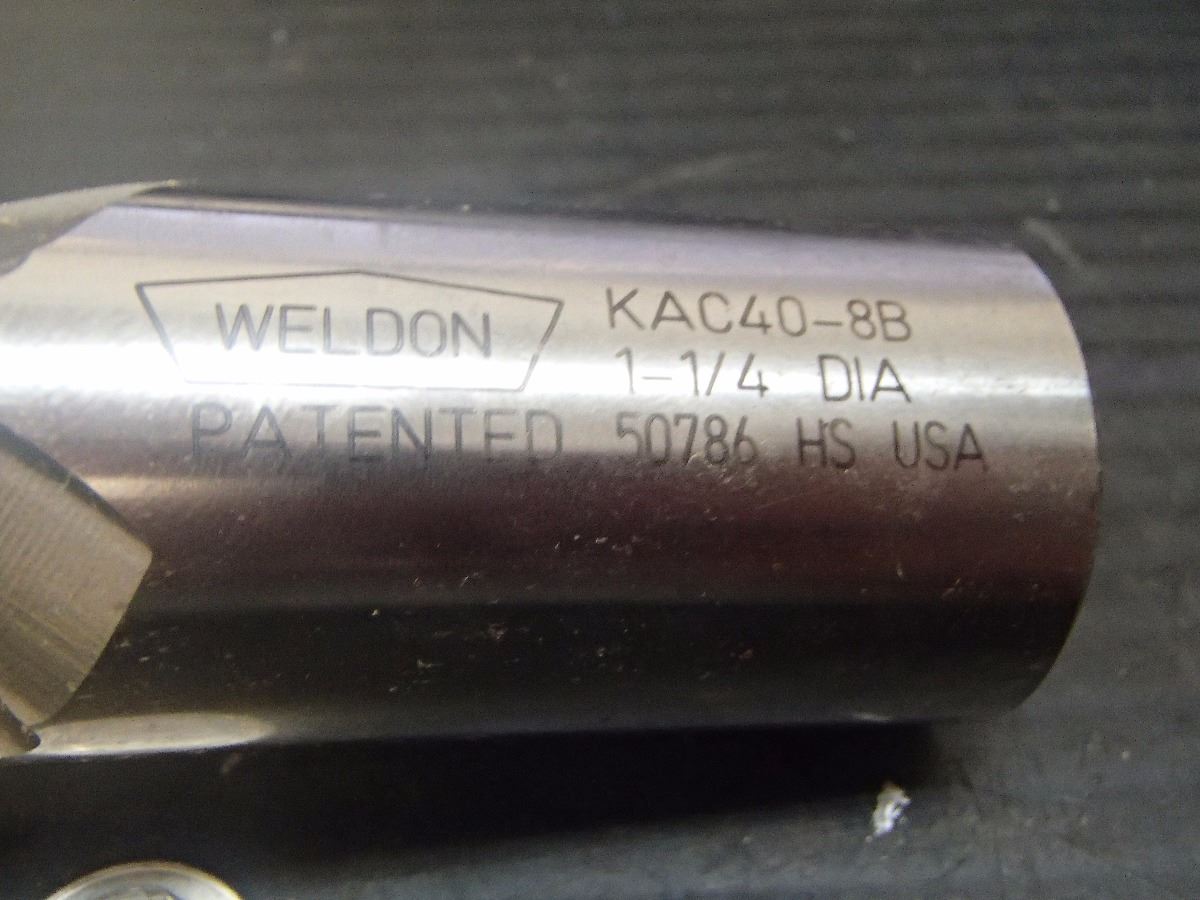 WELDON
KAC40-8B
1-1/4 DIA
PATENTED 50786 HS USA